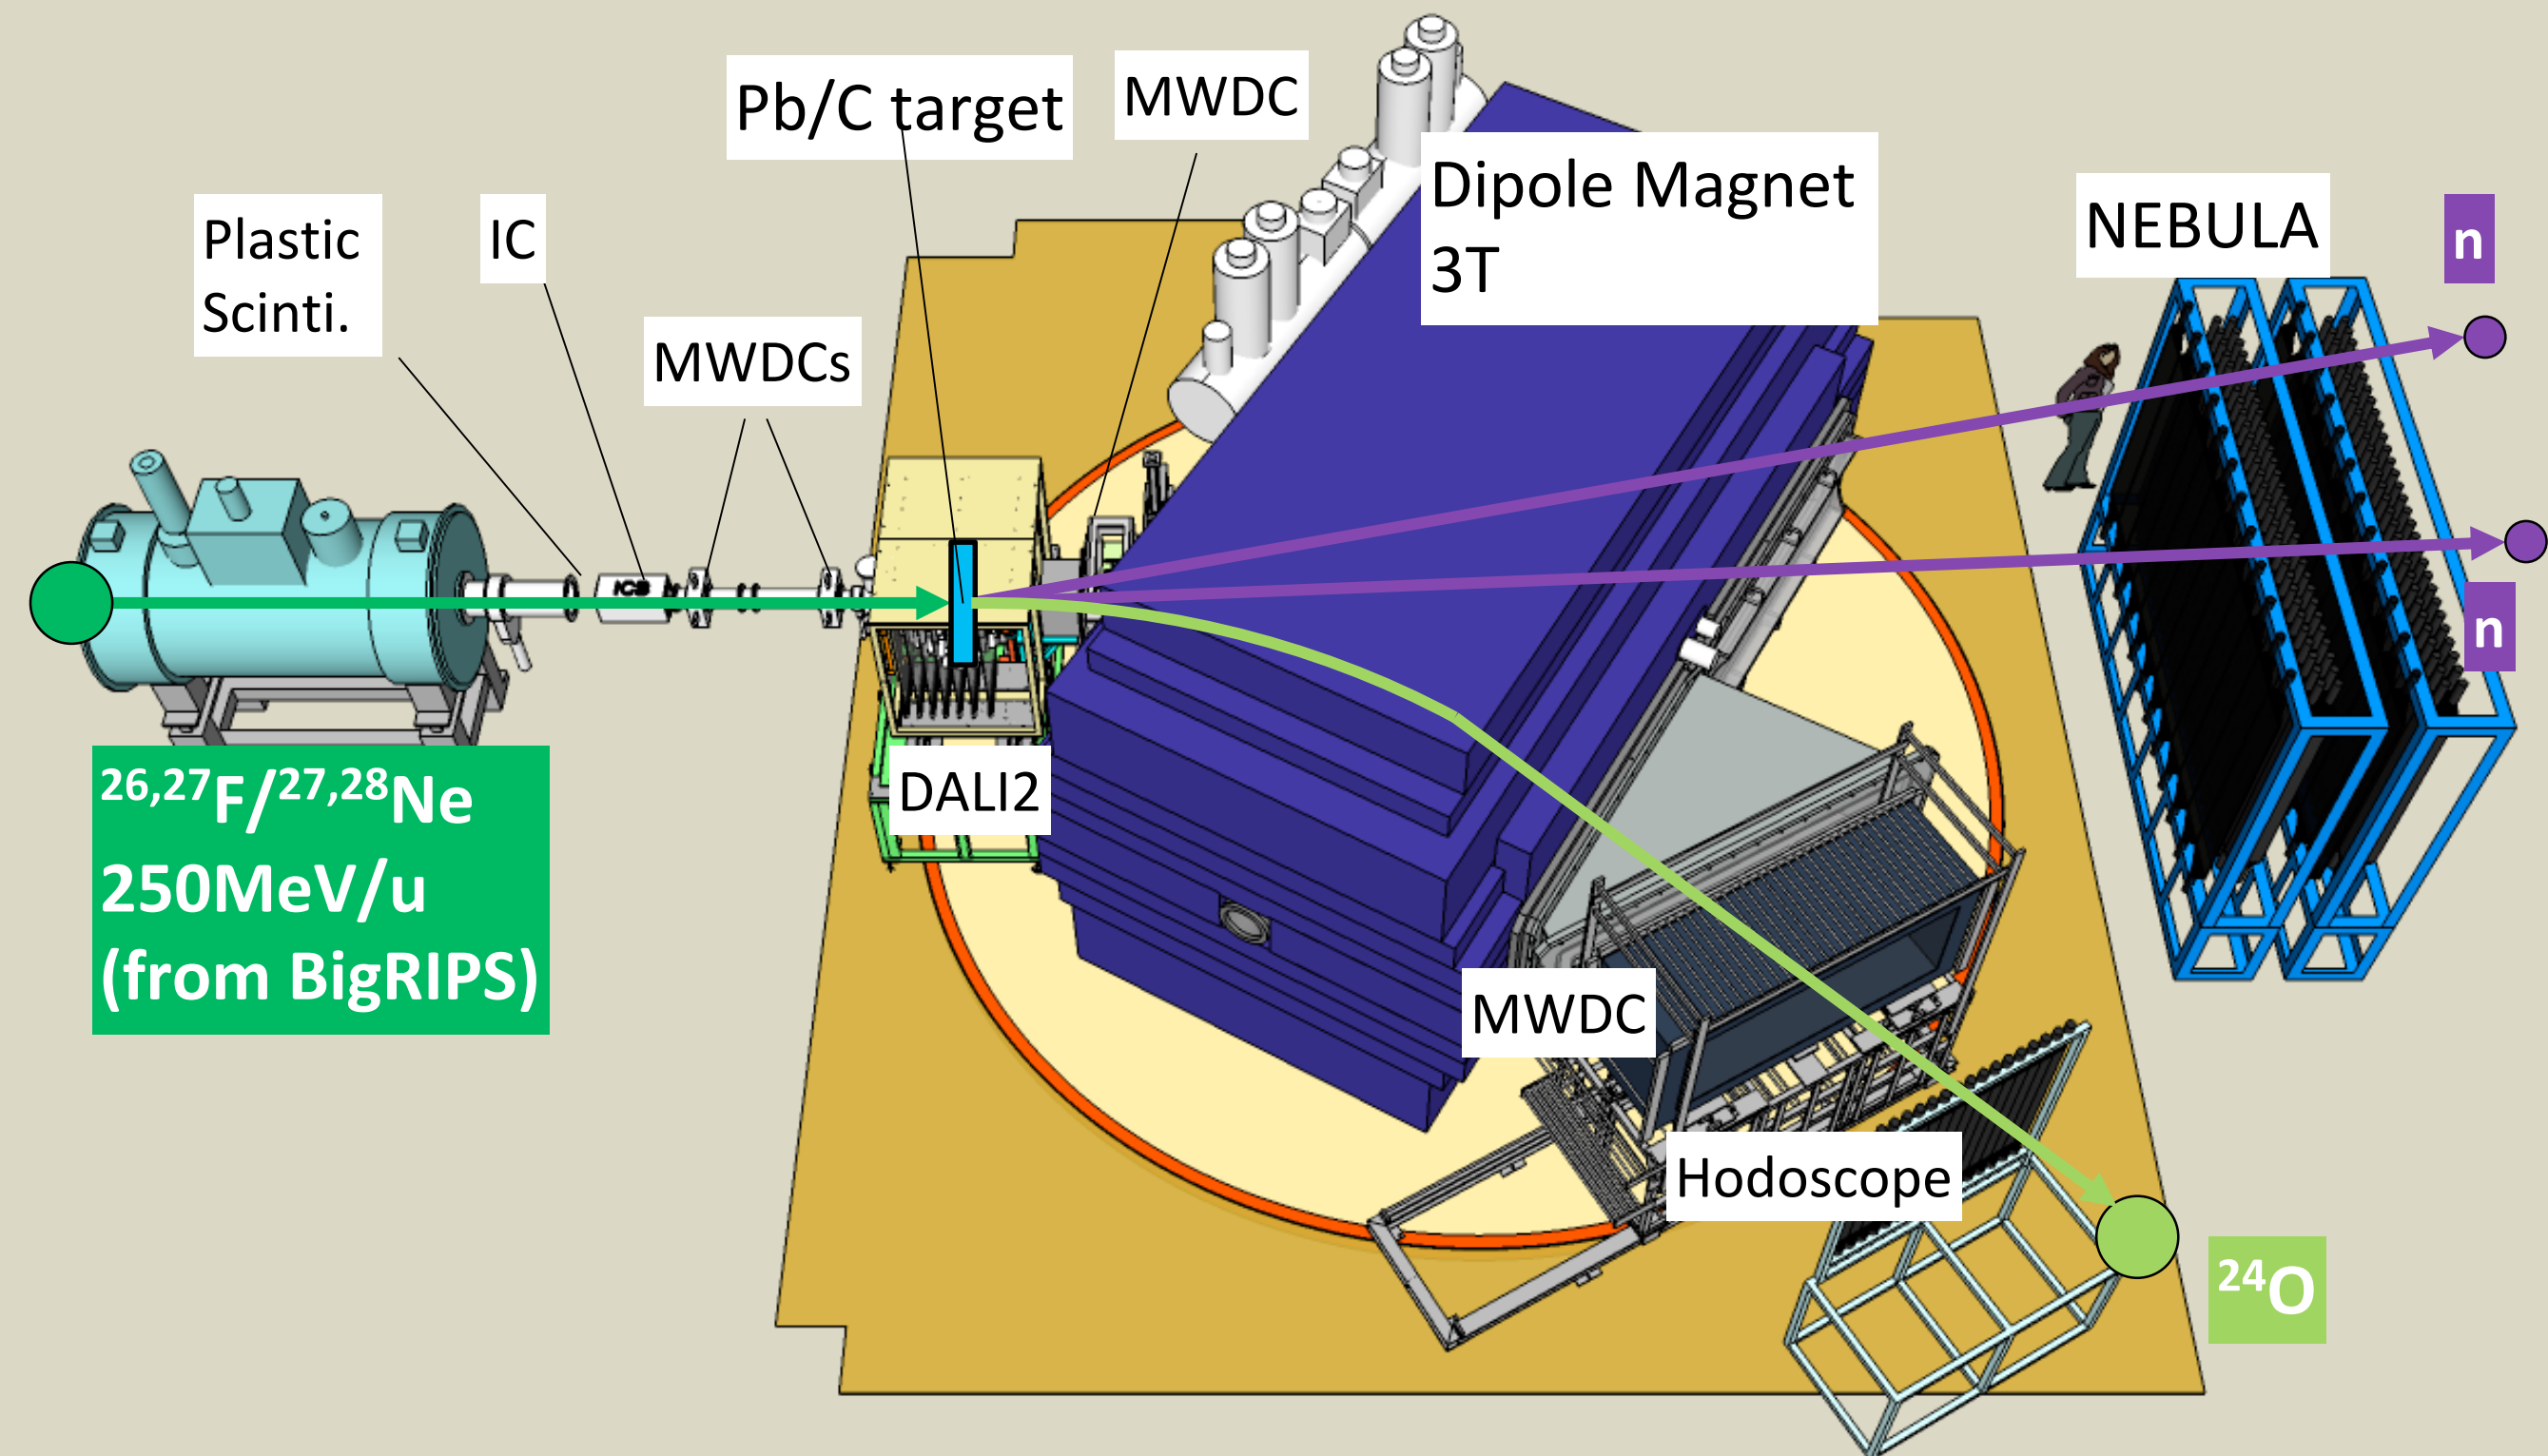 Pb/C target
MWDC
Dipole Magnet
3T
Plastic
Scinti.
IC
MWDCs
NEBULA
n
n
ICB
DALI2
²⁶,²⁷F/²⁷,²⁸Ne
250MeV/u
(from BigRIPS)
MWDC
Hodoscope
²⁴O